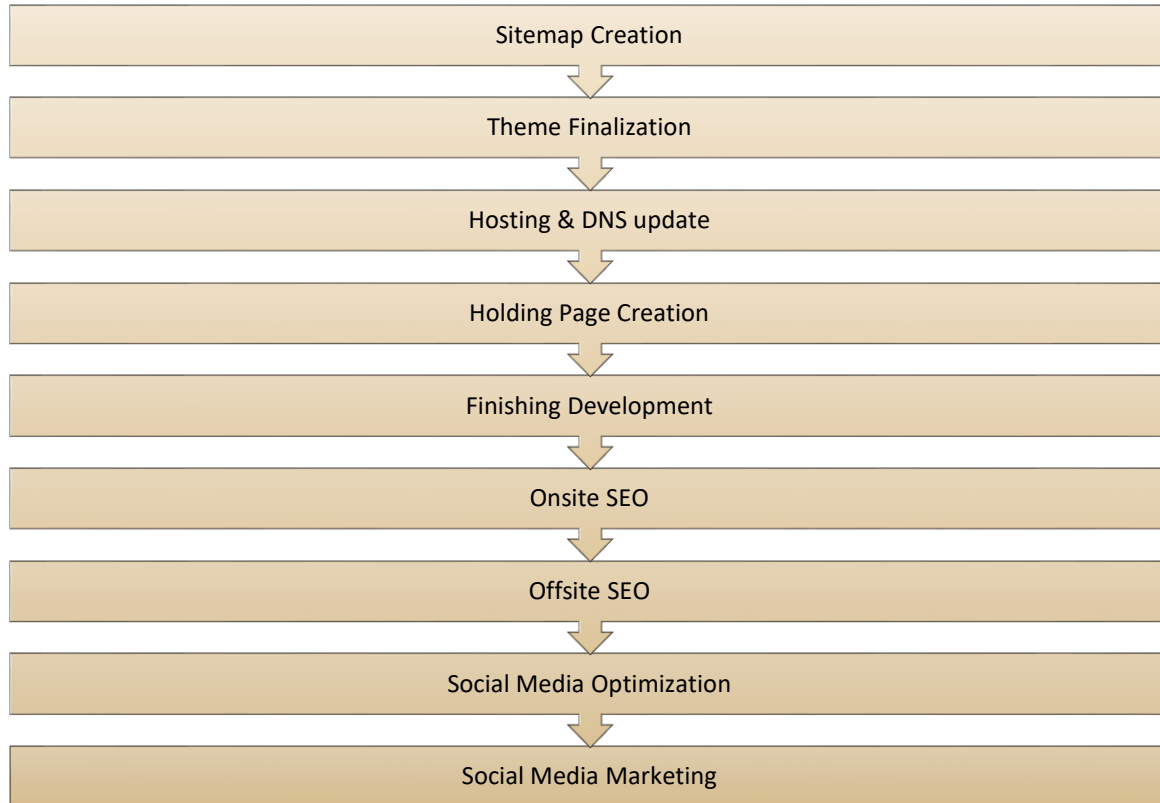 Sitemap Creation
Theme Finalization
Hosting & DNS update
Holding Page Creation
Finishing Development
Onsite SEO
Offsite SEO
Social Media Optimization
Social Media Marketing